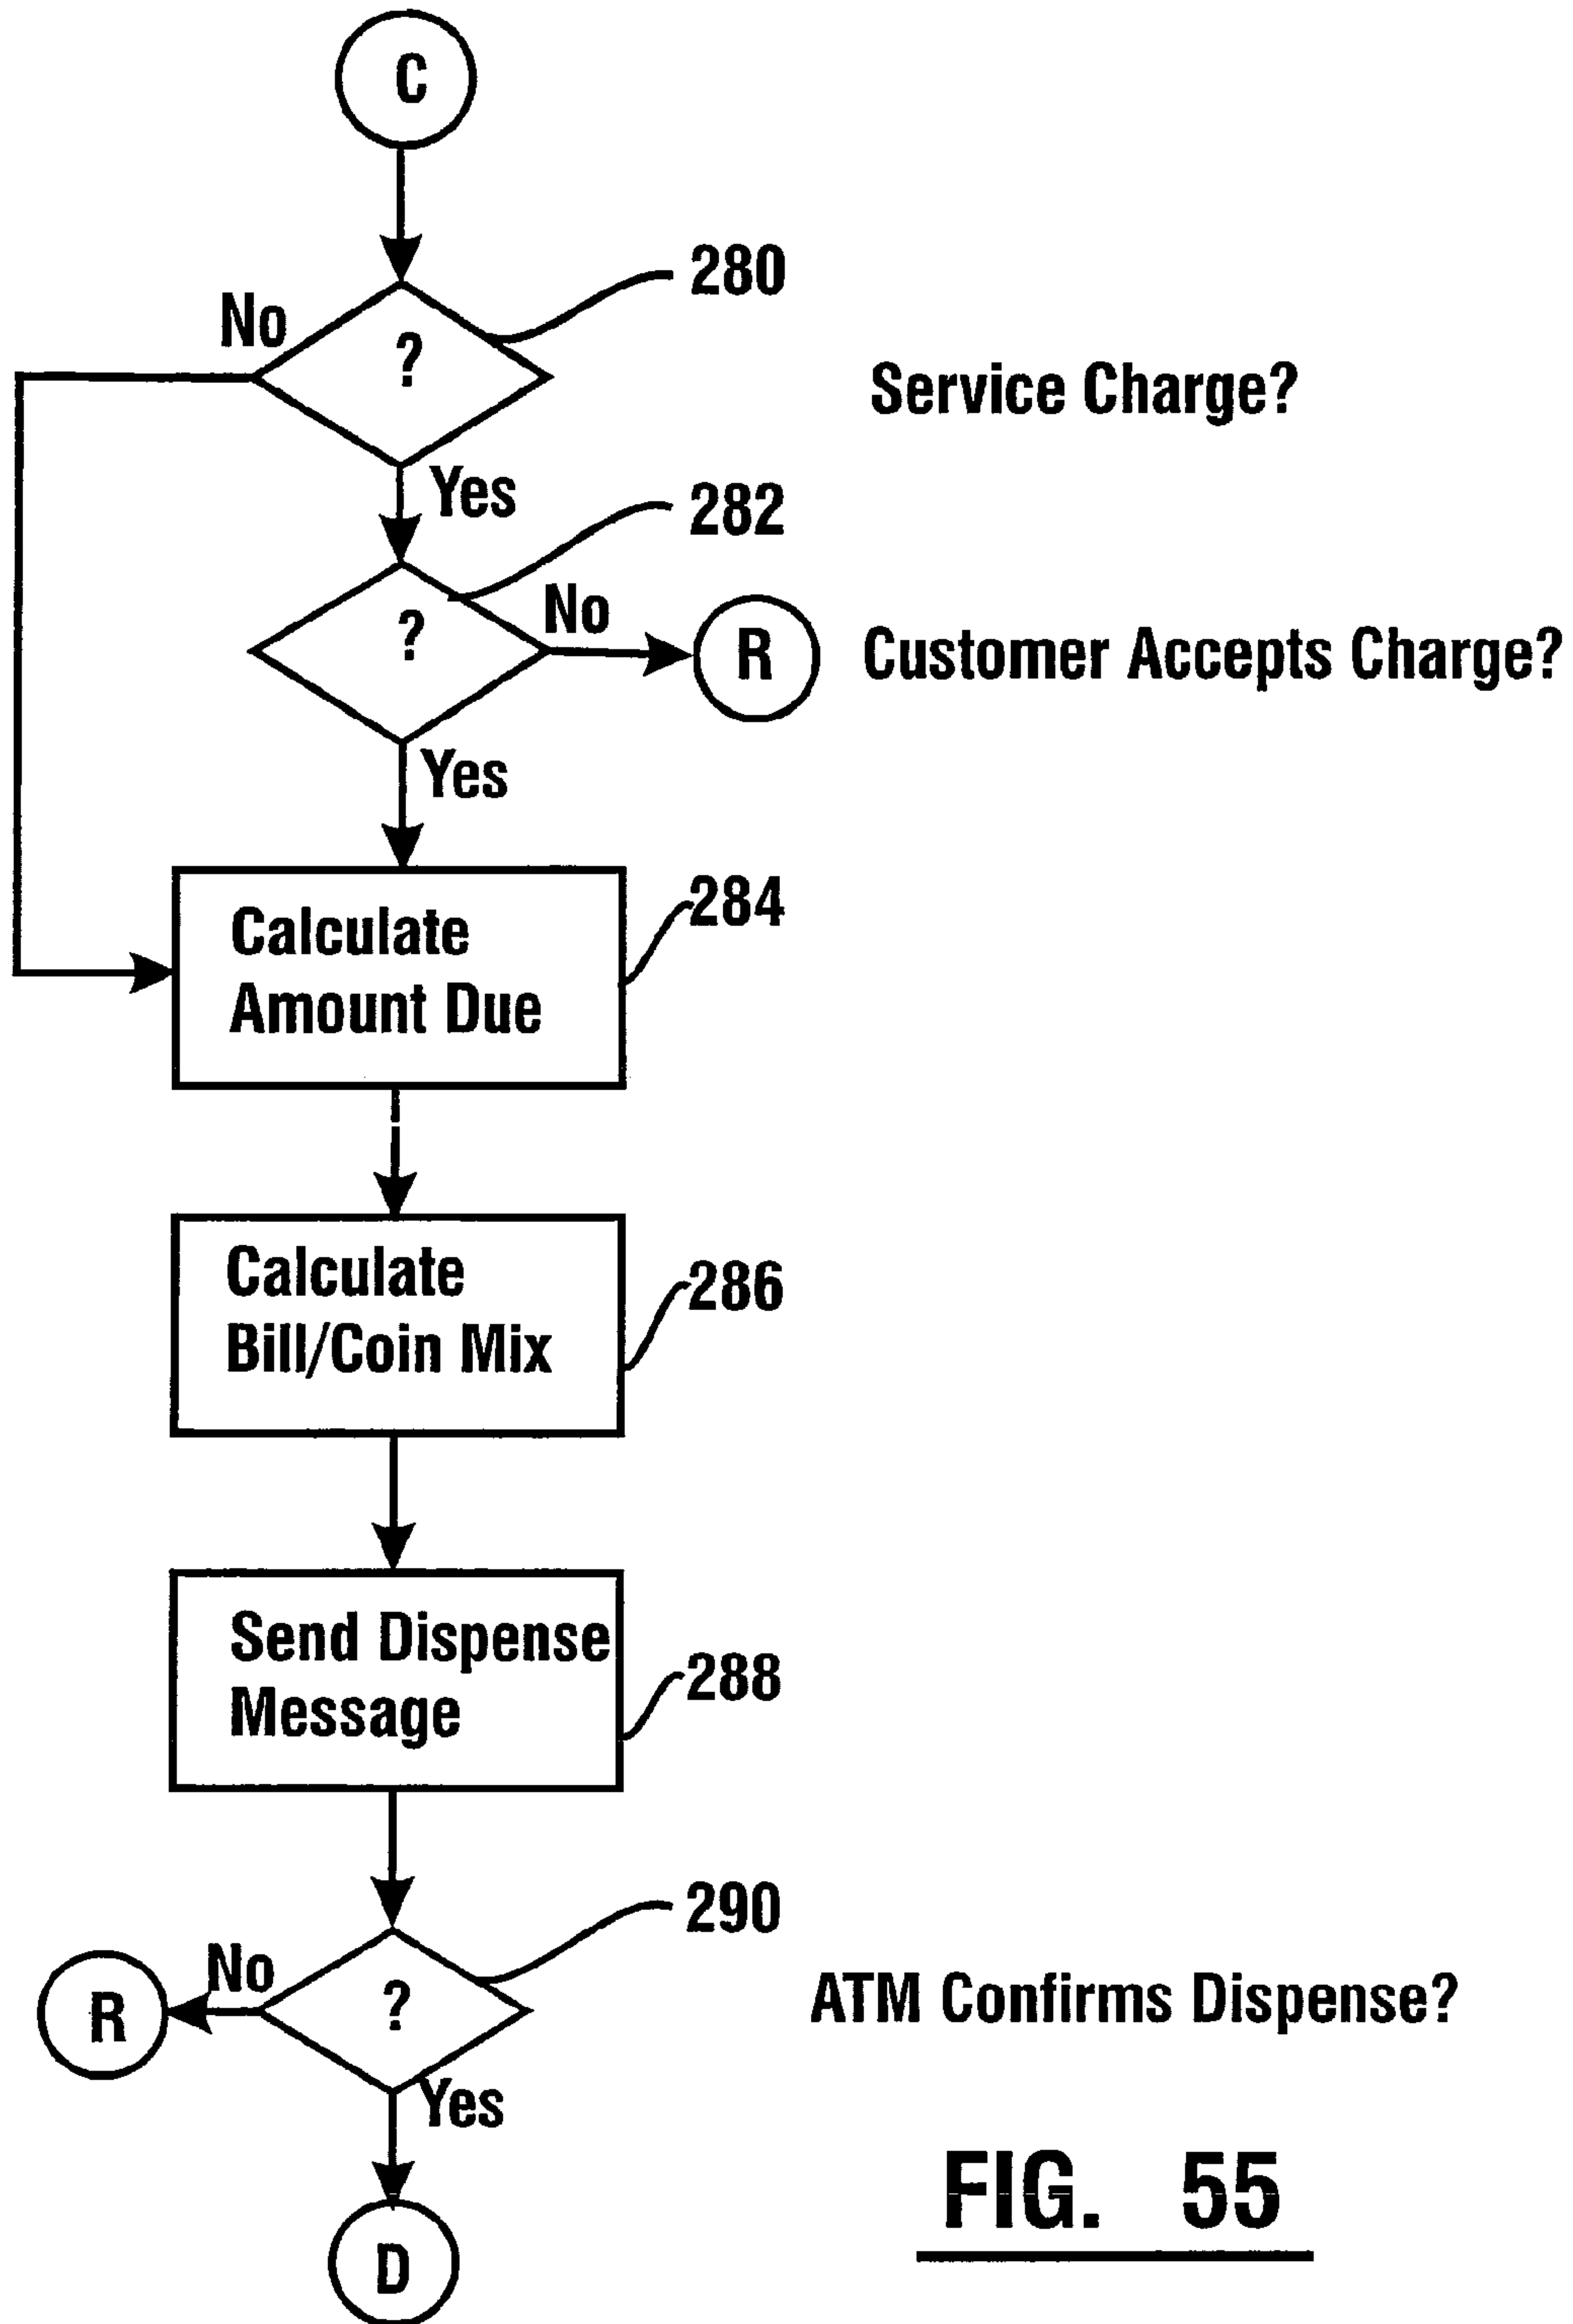 C
280
No
?
Service Charge?
Yes
282
?
No
R
Customer Accepts Charge?
Yes
284
Calculate
Amount Due
Calculate
Bill/Coin Mix
286
Send Dispense
Message
288
290
No
R
?
ATM Confirms Dispense?
Yes
D
FIG. 55